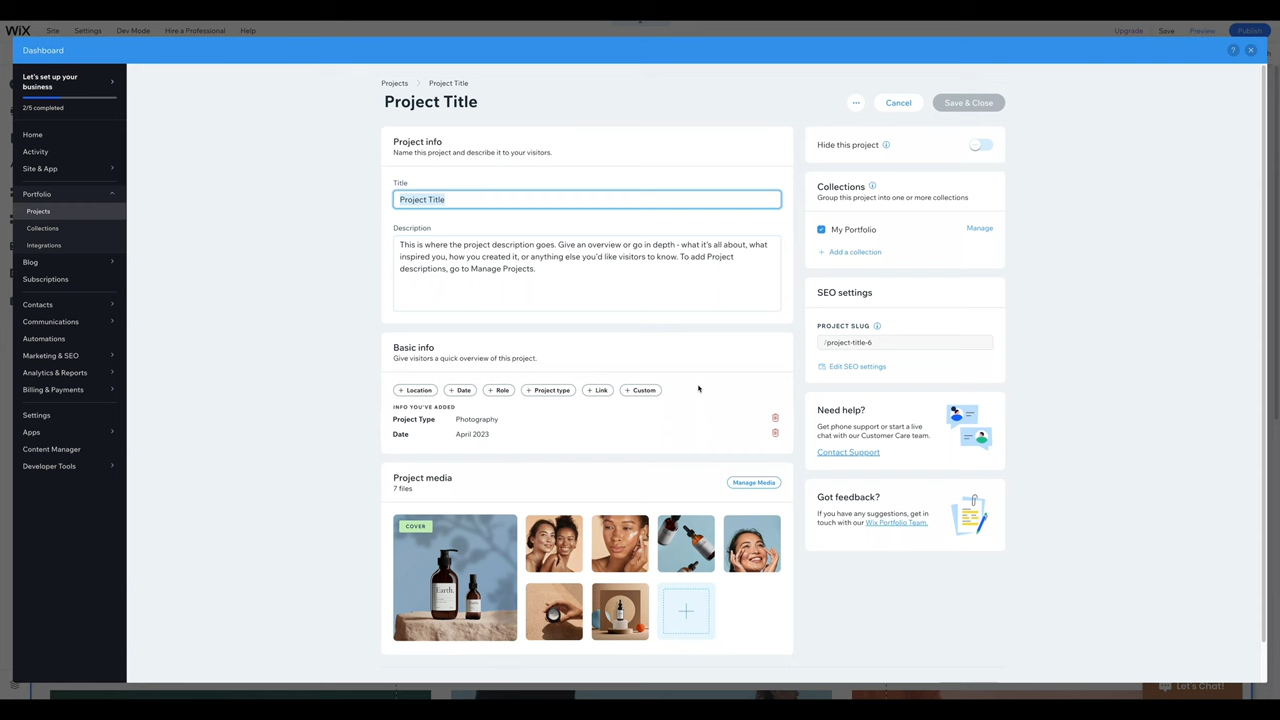 WIX Site Settings Dev Mode Hire a Professional Help Upgrade Save Preview Publish
Dashboard ? ×
Let's set up your
business
2/5 completed
Home
Activity
Site & App
Portfolio
Projects
Collections
Integrations
Blog
Subscriptions
Contacts
Communications
Automations
Marketing & SEO
Analytics & Reports
Billing & Payments
Settings
Apps
Content Manager
Developer Tools
Projects > Project Title
Project Title
... Cancel Save & Close
Project info
Name this project and describe it to your visitors.
Title
Project Title
Description
This is where the project description goes. Give an overview or go in depth - what it's all about, what
inspired you, how you created it, or anything else you'd like visitors to know. To add Project
descriptions, go to Manage Projects.
Basic info
Give visitors a quick overview of this project.
+ Location + Date + Role + Project type + Link + Custom
INFO YOU'VE ADDED
Project Type Photography
Date April 2023
Project media
7 files
Manage Media
COVER
Earth.
Hide this project
Collections
Group this project into one or more collections
My Portfolio Manage
+ Add a collection
SEO settings
PROJECT SLUG
/project-title-6
Edit SEO settings
Need help?
Get phone support or start a live
chat with our Customer Care team.
Contact Support
Got feedback?
If you have any suggestions, get in
touch with our Wix Portfolio Team.
Let's Chat!